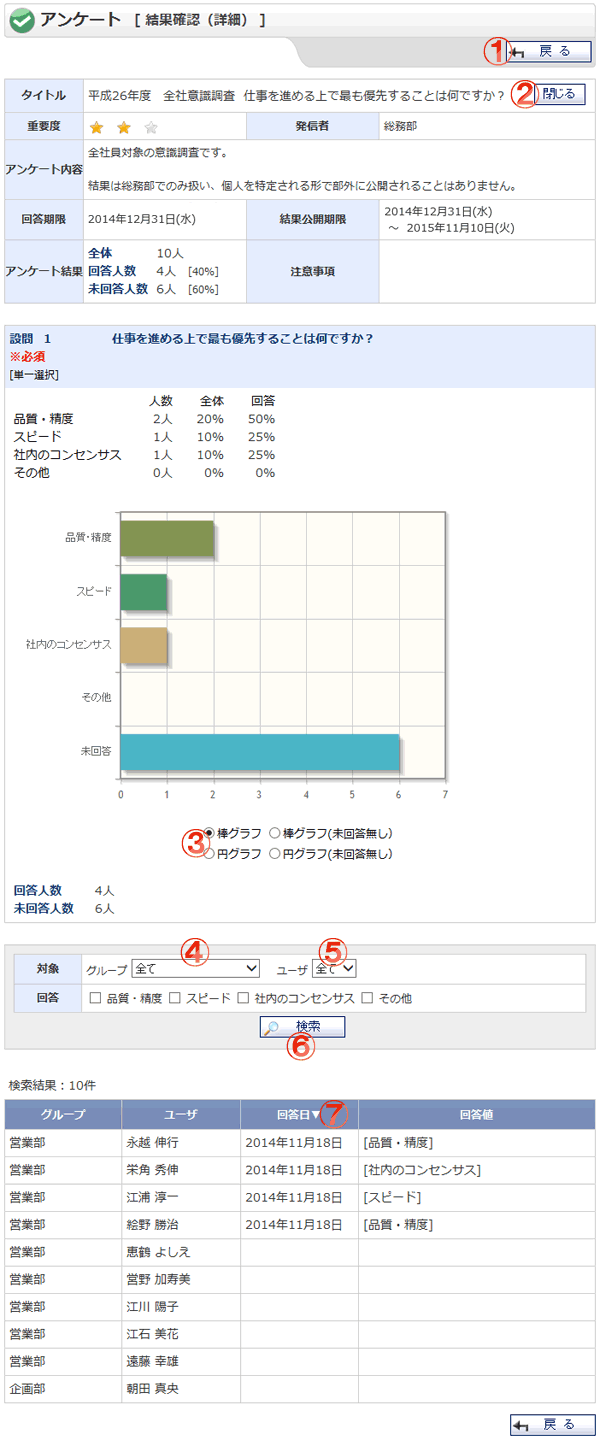 アンケート [ 結果確認（詳細） ]
① 戻 る
タイトル 平成26年度　全社意識調査 仕事を進める上で最も優先することは何ですか？ ② 閉じる
重要度 発信者 総務部
アンケート内容 全社員対象の意識調査です。
結果は総務部でのみ扱い、個人を特定される形で部外に公開されることはありません。
回答期限 2014年12月31日(水) 結果公開期限 2014年12月31日(水)
～ 2015年11月10日(火)
アンケート結果 全体 10人
回答人数 4人 [40%]
未回答人数 6人 [60%]
注意事項
設問 1 仕事を進める上で最も優先することは何ですか？
※必須
[単一選択]
人数 全体 回答
品質・精度 2人 20% 50%
スピード 1人 10% 25%
社内のコンセンサス 1人 10% 25%
その他 0人 0% 0%
品質・精度
スピード
社内のコンセンサス
その他
未回答
0 1 2 3 4 5 6 7
③ 棒グラフ 棒グラフ(未回答無し)
円グラフ 円グラフ(未回答無し)
回答人数 4人
未回答人数 6人
④ ⑤
対象 グループ 全て ユーザ 全て
回答 品質・精度 スピード 社内のコンセンサス その他
検索
⑥
検索結果：10件
グループ ユーザ 回答日▼ ⑦ 回答値
営業部 永越 伸行 2014年11月18日 [品質・精度]
営業部 栄角 秀伸 2014年11月18日 [社内のコンセンサス]
営業部 江浦 淳一 2014年11月18日 [スピード]
営業部 絵野 勝治 2014年11月18日 [品質・精度]
営業部 恵鶴 よしえ
営業部 営野 加寿美
営業部 江川 陽子
営業部 江石 美花
営業部 遠藤 幸雄
企画部 朝田 真央
戻 る